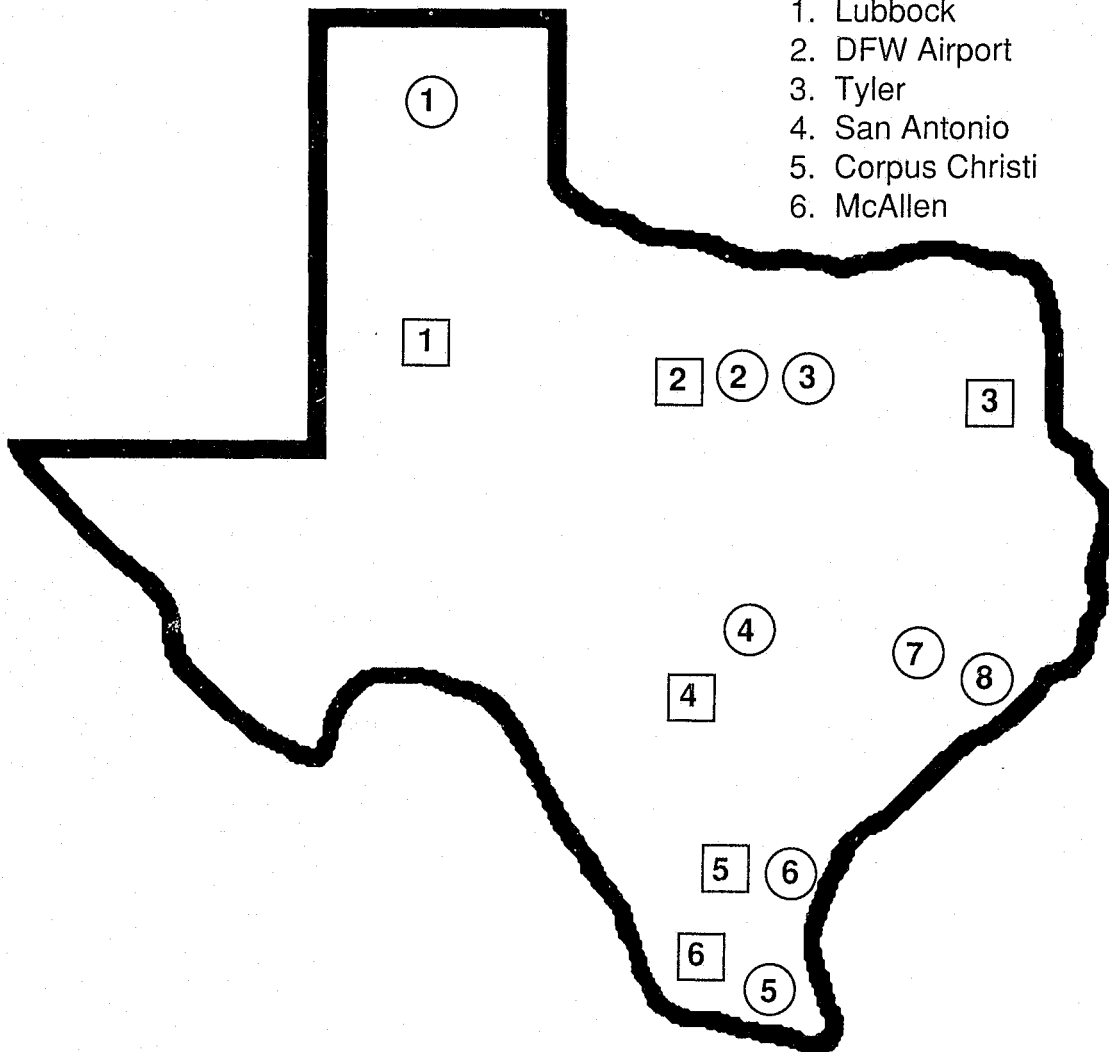 1. Lubbock
2. DFW Airport
3. Tyler
4. San Antonio
5. Corpus Christi
6. McAllen
1
1
2 2 3 3
4
7
8
4
5 6
6
5